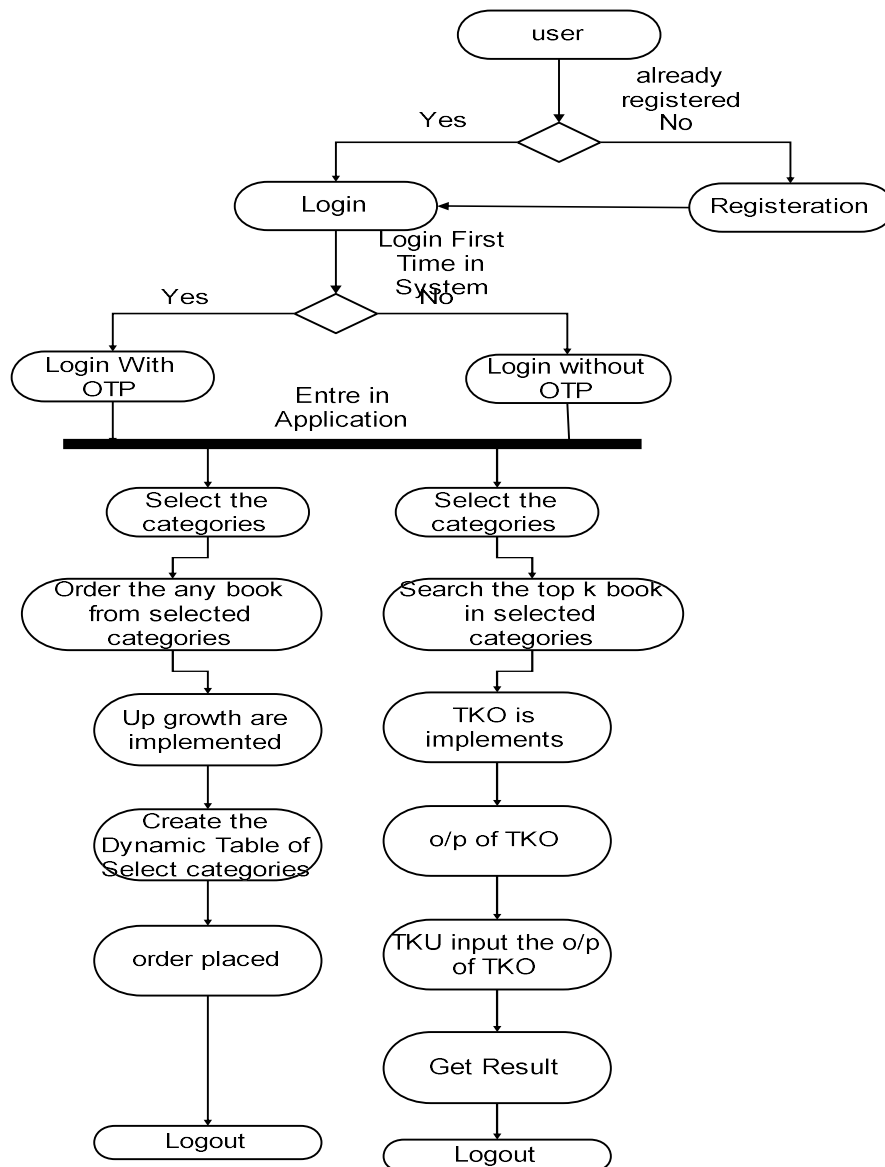 user
already
registered
Yes
No
Login
Registeration
Login First
Time in
System
Yes
No
Login With
OTP
Login without
OTP
Entre in
Application
Select the
categories
Select the
categories
Order the any book
from selected
categories
Search the top k book
in selected
categories
Up growth are
implemented
TKO is
implements
Create the
Dynamic Table of
Select categories
o/p of TKO
order placed
TKU input the o/p
of TKO
Get Result
Logout
Logout